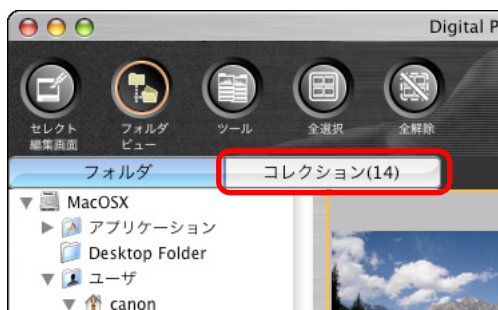 Digital P
セレクト
編集画面
フォルダ
ビュー
ツール
全選択
全解除
フォルダ
コレクション(14)
MacOSX
アプリケーション
Desktop Folder
ユーザ
canon